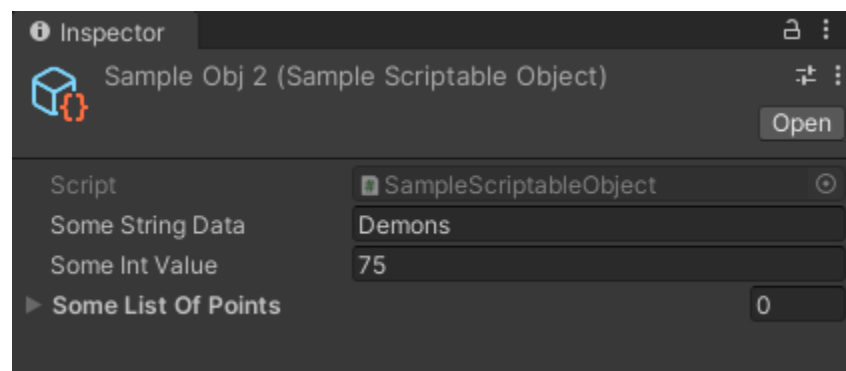 Inspector
Sample Obj 2 (Sample Scriptable Object)
Open
Script SampleScriptableObject
Some String Data Demons
Some Int Value 75
Some List Of Points 0